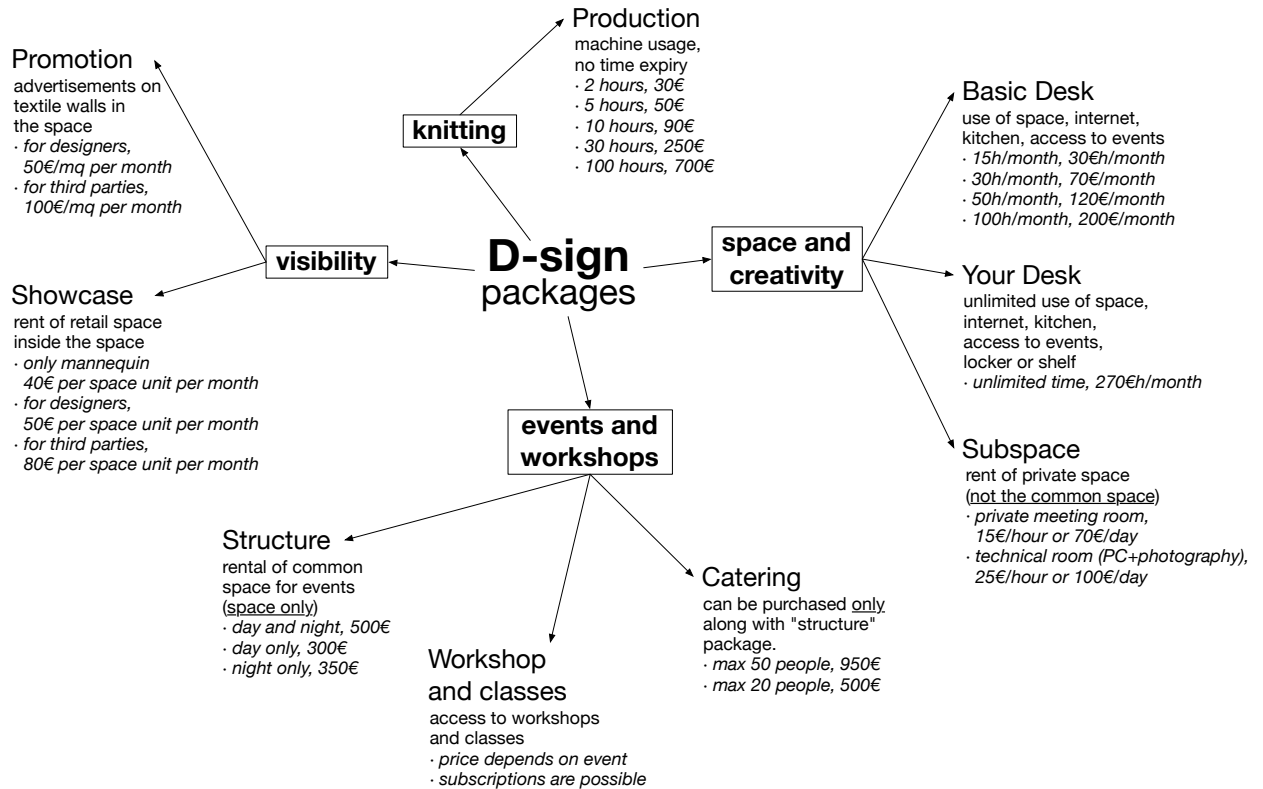 D-sign
packages
knitting
Production
machine usage,
no time expiry
· 2 hours, 30€
· 5 hours, 50€
· 10 hours, 90€
· 30 hours, 250€
· 100 hours, 700€
space and
creativity
Basic Desk
use of space, internet,
kitchen, access to events
· 15h/month, 30€h/month
· 30h/month, 70€/month
· 50h/month, 120€/month
· 100h/month, 200€/month
Your Desk
unlimited use of space,
internet, kitchen,
access to events,
locker or shelf
· unlimited time, 270€h/month
Subspace
rent of private space
(not the common space)
· private meeting room,
15€/hour or 70€/day
· technical room (PC+photography),
25€/hour or 100€/day
events and
workshops
Catering
can be purchased only
along with "structure"
package.
· max 50 people, 950€
· max 20 people, 500€
Workshop
and classes
access to workshops
and classes
· price depends on event
· subscriptions are possible
Structure
rental of common
space for events
(space only)
· day and night, 500€
· day only, 300€
· night only, 350€
visibility
Promotion
advertisements on
textile walls in
the space
· for designers,
50€/mq per month
· for third parties,
100€/mq per month
Showcase
rent of retail space
inside the space
· only mannequin
40€ per space unit per month
· for designers,
50€ per space unit per month
· for third parties,
80€ per space unit per month